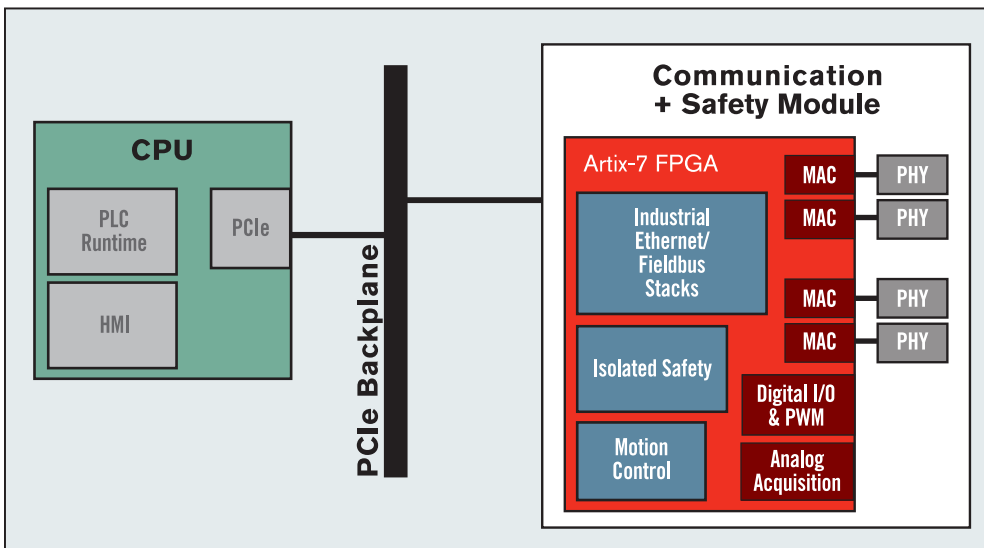 CPU
PLC
Runtime
PCIe
HMI
PCIe Backplane
Communication
+ Safety Module
Artix-7 FPGA
Industrial
Ethernet/
Fieldbus
Stacks
Isolated Safety
Motion
Control
MAC
PHY
MAC
PHY
MAC
PHY
MAC
PHY
Digital I/O
& PWM
Analog
Acquisition